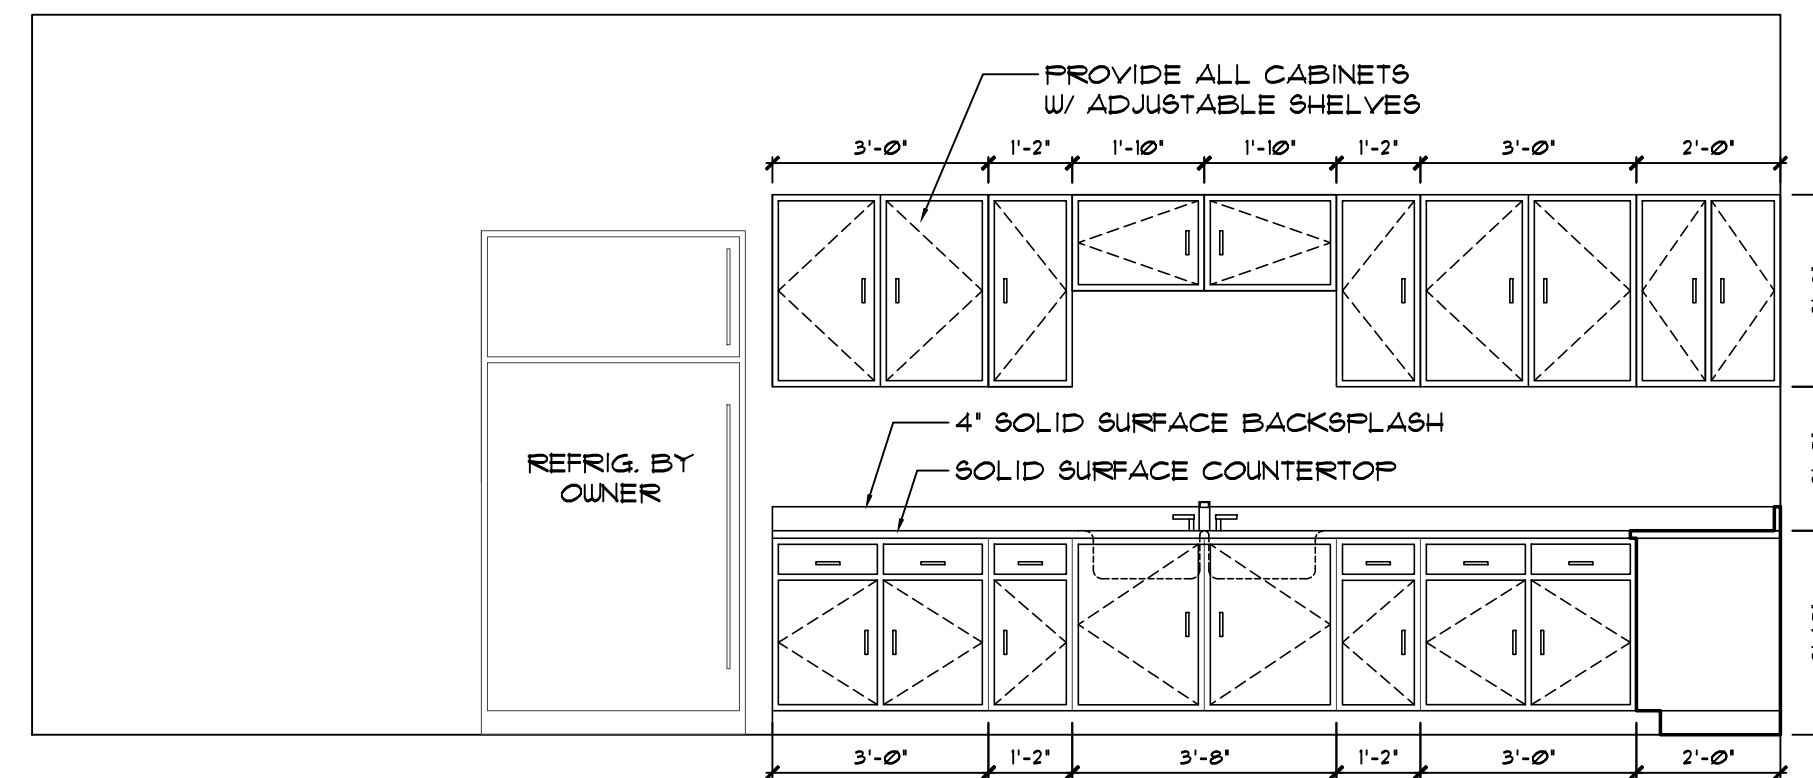 PROVIDE ALL CABINETS
W/ ADJUSTABLE SHELVES
3'-0" 1'-2" 1'-10" 1'-10" 1'-2" 3'-0" 2'-0"
4" SOLID SURFACE BACKSPLASH
SOLID SURFACE COUNTERTOP
REFRIG. BY
OWNER
3'-0" 1'-2" 3'-8" 1'-2" 3'-0" 2'-0"